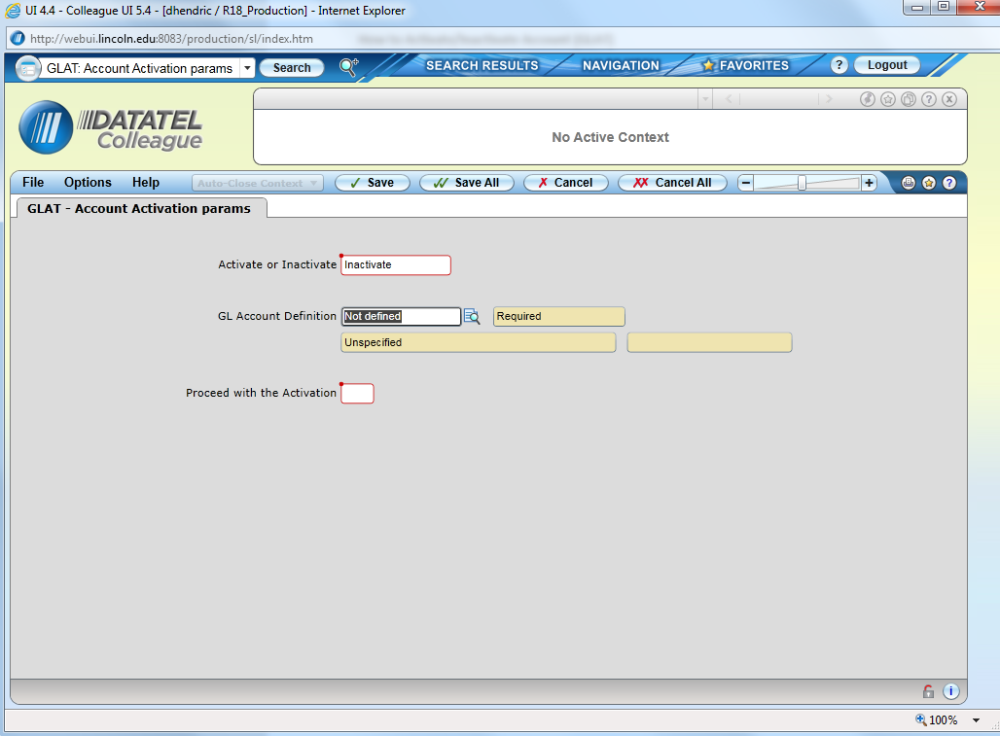 UI 4.4 - Colleague UI 5.4 - [dhendric / R18_Production] - Internet Explorer
http://webui.lincoln.edu:8083/production/sl/index.htm
GLAT: Account Activation params Search SEARCH RESULTS NAVIGATION FAVORITES ? Logout
DATATEL
Colleague
No Active Context
File Options Help Auto-Close Context Save Save All Cancel Cancel All
GLAT - Account Activation params
Activate or Inactivate Inactivate
GL Account Definition Not defined Required
Unspecified
Proceed with the Activation
100%